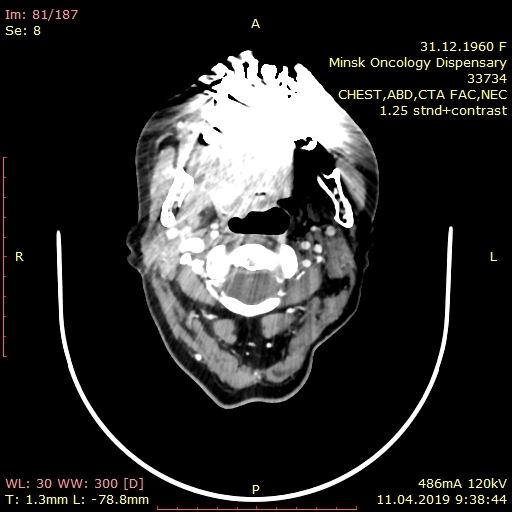 Im: 81/187
Se: 8
A
31.12.1960 F
Minsk Oncology Dispensary
33734
CHEST,ABD,CTA FAC,NEC
1.25 stnd+contrast
R
L
WL: 30 WW: 300 [D]
T: 1.3mm L: -78.8mm
P
486mA 120kV
11.04.2019 9:38:44